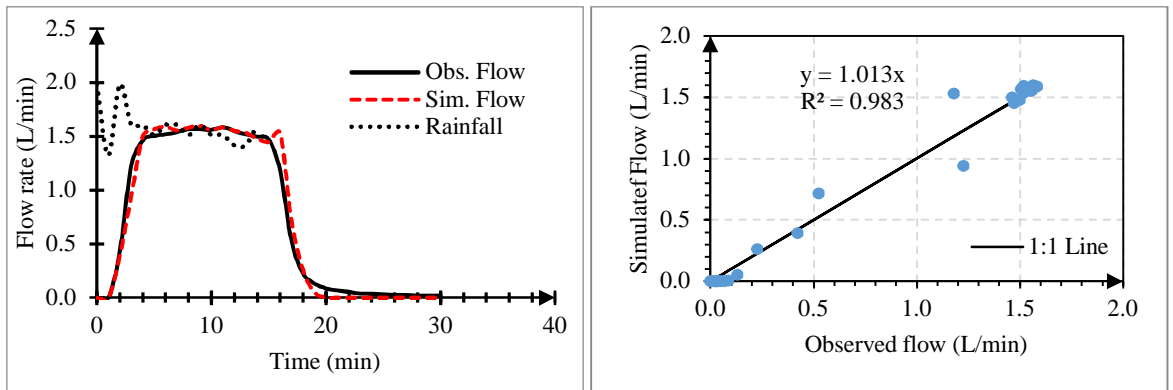 2.5
2.0
1.5
1.0
0.5
0.0
Flow rate (L/min)
0
10
20
30
40
Time (min)
Obs. Flow
Sim. Flow
Rainfall
2.0
1.5
1.0
0.5
0.0
Simulatef Flow (L/min)
y = 1.013x
R² = 0.983
1:1 Line
0.0
0.5
1.0
1.5
2.0
Observed flow (L/min)